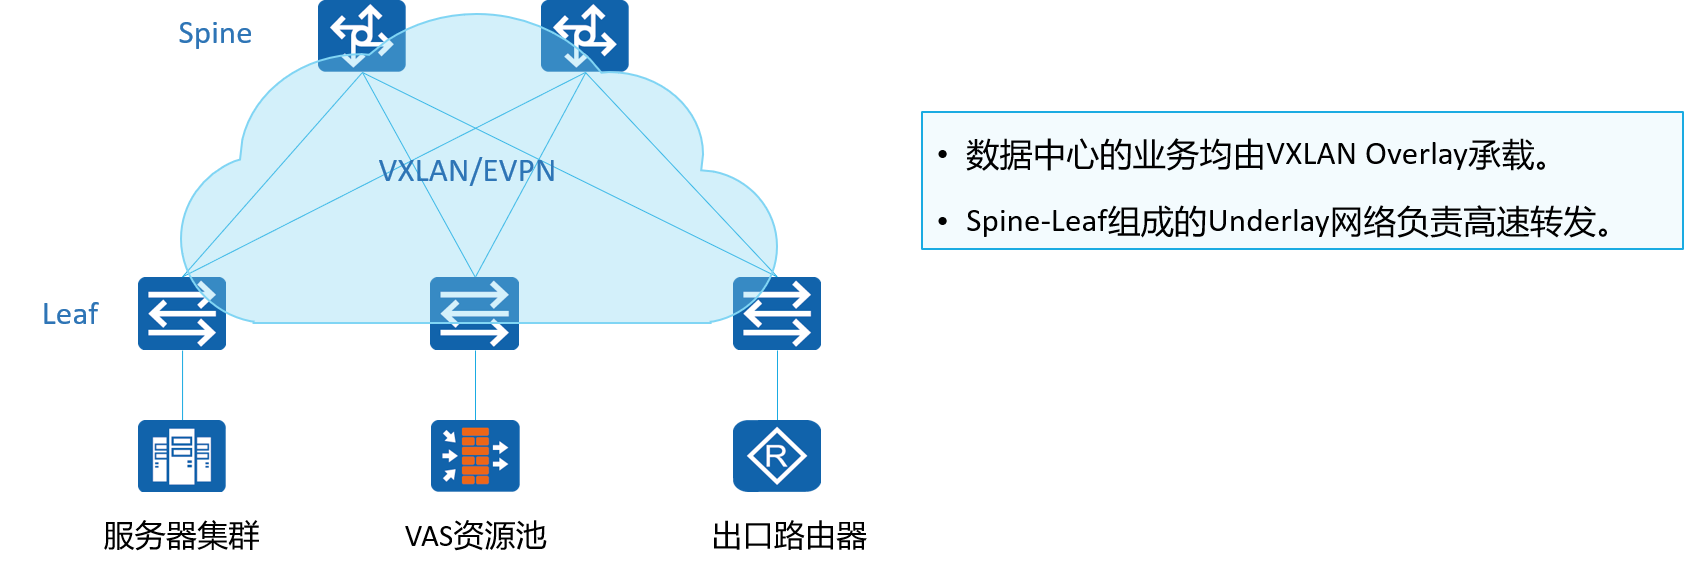 Spine
VXLAN/EVPN
• 数据中心的业务均由VXLAN Overlay承载。
• Spine-Leaf组成的Underlay网络负责高速转发。
Leaf
R
服务器集群
VAS资源池
出口路由器